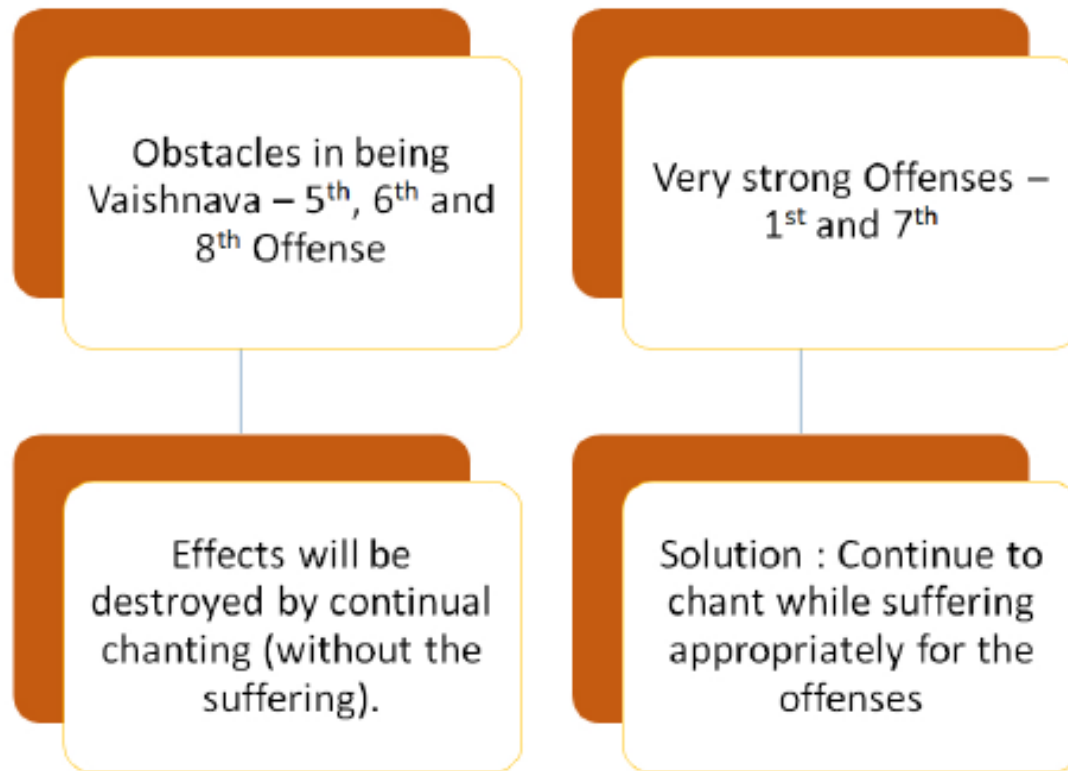 Obstacles in being
Vaishnava – 5th, 6th and
8th Offense
Very strong Offenses –
1st and 7th
Effects will be
destroyed by continual
chanting (without the
suffering).
Solution : Continue to
chant while suffering
appropriately for the
offenses